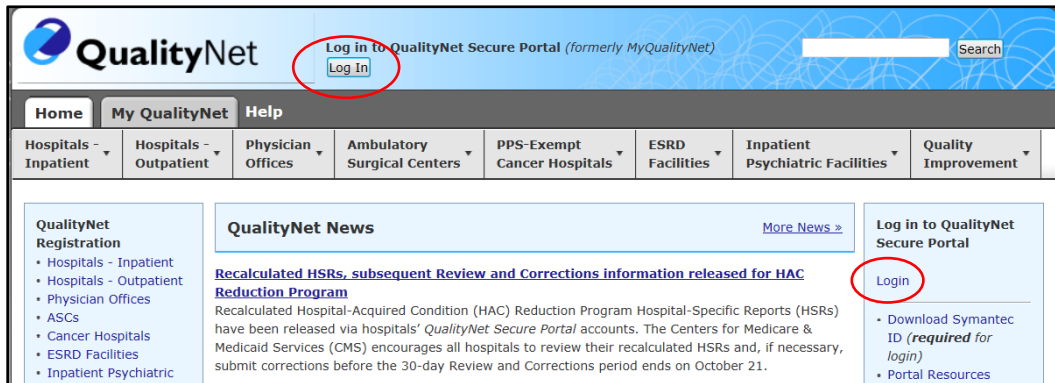 QualityNet
Log in to QualityNet Secure Portal (formerly MyQualityNet)
Log In
Search
Home
My QualityNet
Help
Hospitals - Inpatient
Hospitals - Outpatient
Physician Offices
Ambulatory Surgical Centers
PPS-Exempt Cancer Hospitals
ESRD Facilities
Inpatient Psychiatric Facilities
Quality Improvement
QualityNet
Registration
• Hospitals - Inpatient
• Hospitals - Outpatient
• Physician Offices
• ASCs
• Cancer Hospitals
• ESRD Facilities
• Inpatient Psychiatric
QualityNet News
More News »
Recalculated HSRs, subsequent Review and Corrections information released for HAC
Reduction Program
Recalculated Hospital-Acquired Condition (HAC) Reduction Program Hospital-Specific Reports (HSRs)
have been released via hospitals' QualityNet Secure Portal accounts. The Centers for Medicare &
Medicaid Services (CMS) encourages all hospitals to review their recalculated HSRs and, if necessary,
submit corrections before the 30-day Review and Corrections period ends on October 21.
Log in to QualityNet
Secure Portal
Login
• Download Symantec
ID (required for
login)
• Portal Resources